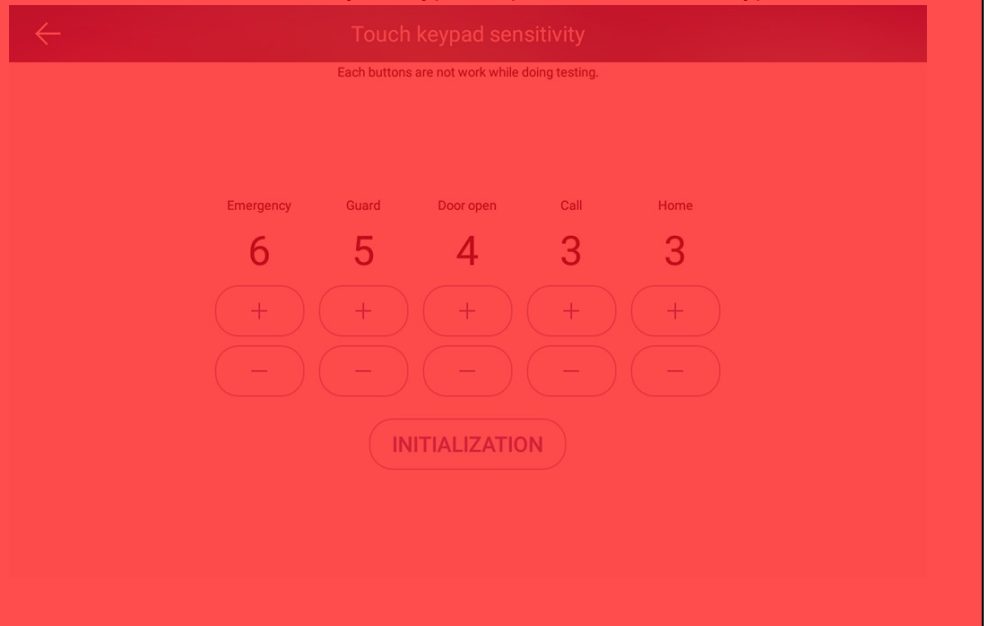 Touch keypad sensitivity
Each buttons are not work while doing testing.
Emergency Guard Door open Call Home
6 5 4 3 3
+ + + + +
− − − − −
INITIALIZATION